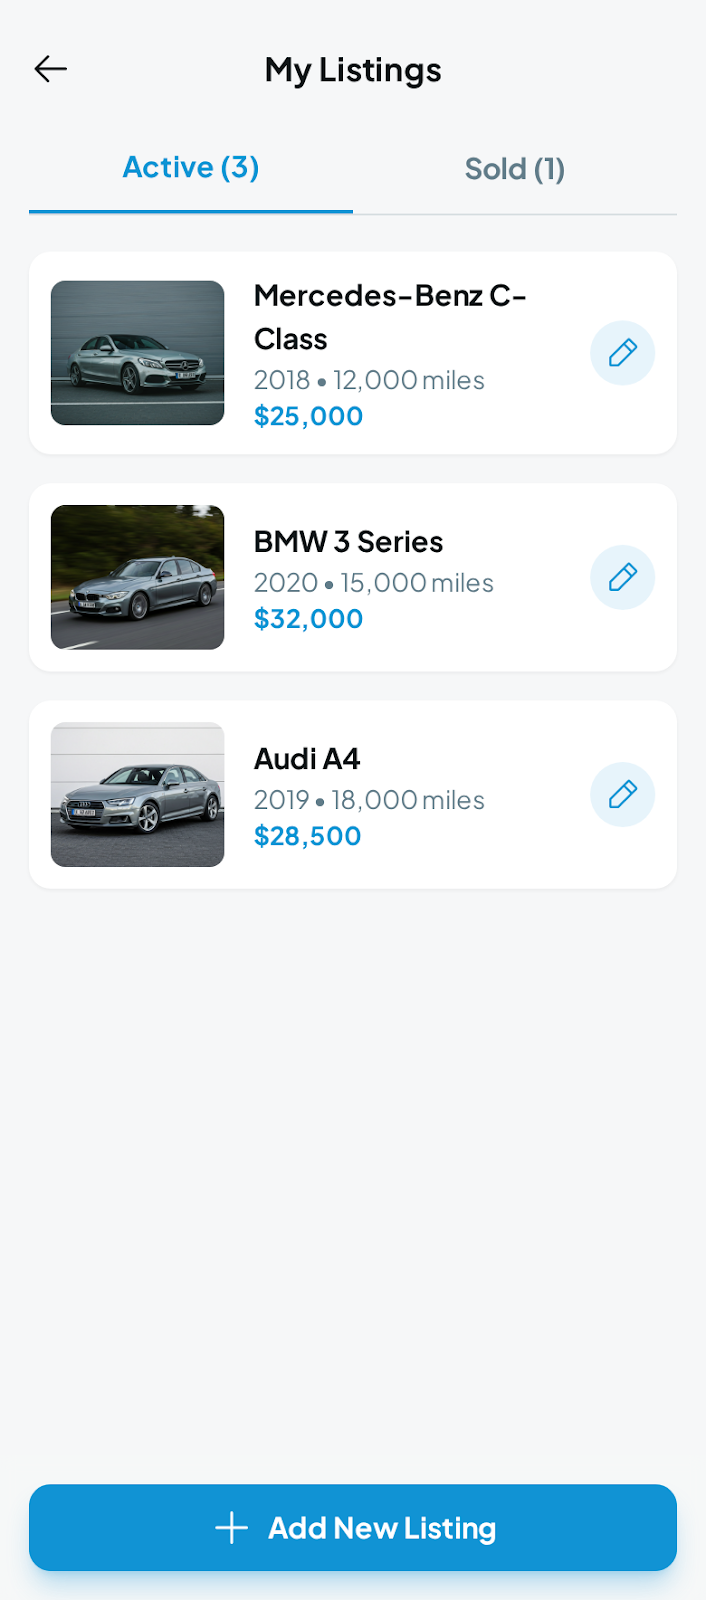 My Listings
Active (3)
Sold (1)
Mercedes-Benz C-
Class
2018 • 12,000 miles
$25,000
BMW 3 Series
2020 • 15,000 miles
$32,000
Audi A4
2019 • 18,000 miles
$28,500
Add New Listing